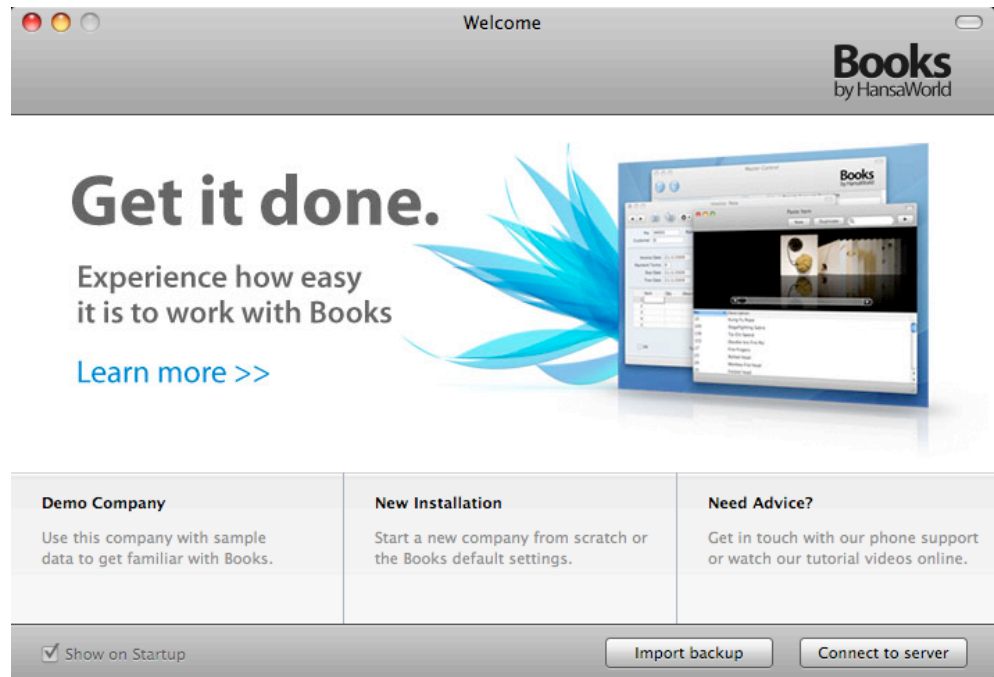 Welcome
Books
by HansaWorld
Get it done.
Experience how easy
it is to work with Books
Learn more >>
Books
Demo Company
Use this company with sample
data to get familiar with Books.
New Installation
Start a new company from scratch or
the Books default settings.
Need Advice?
Get in touch with our phone support
or watch our tutorial videos online.
Show on Startup
Import backup
Connect to server